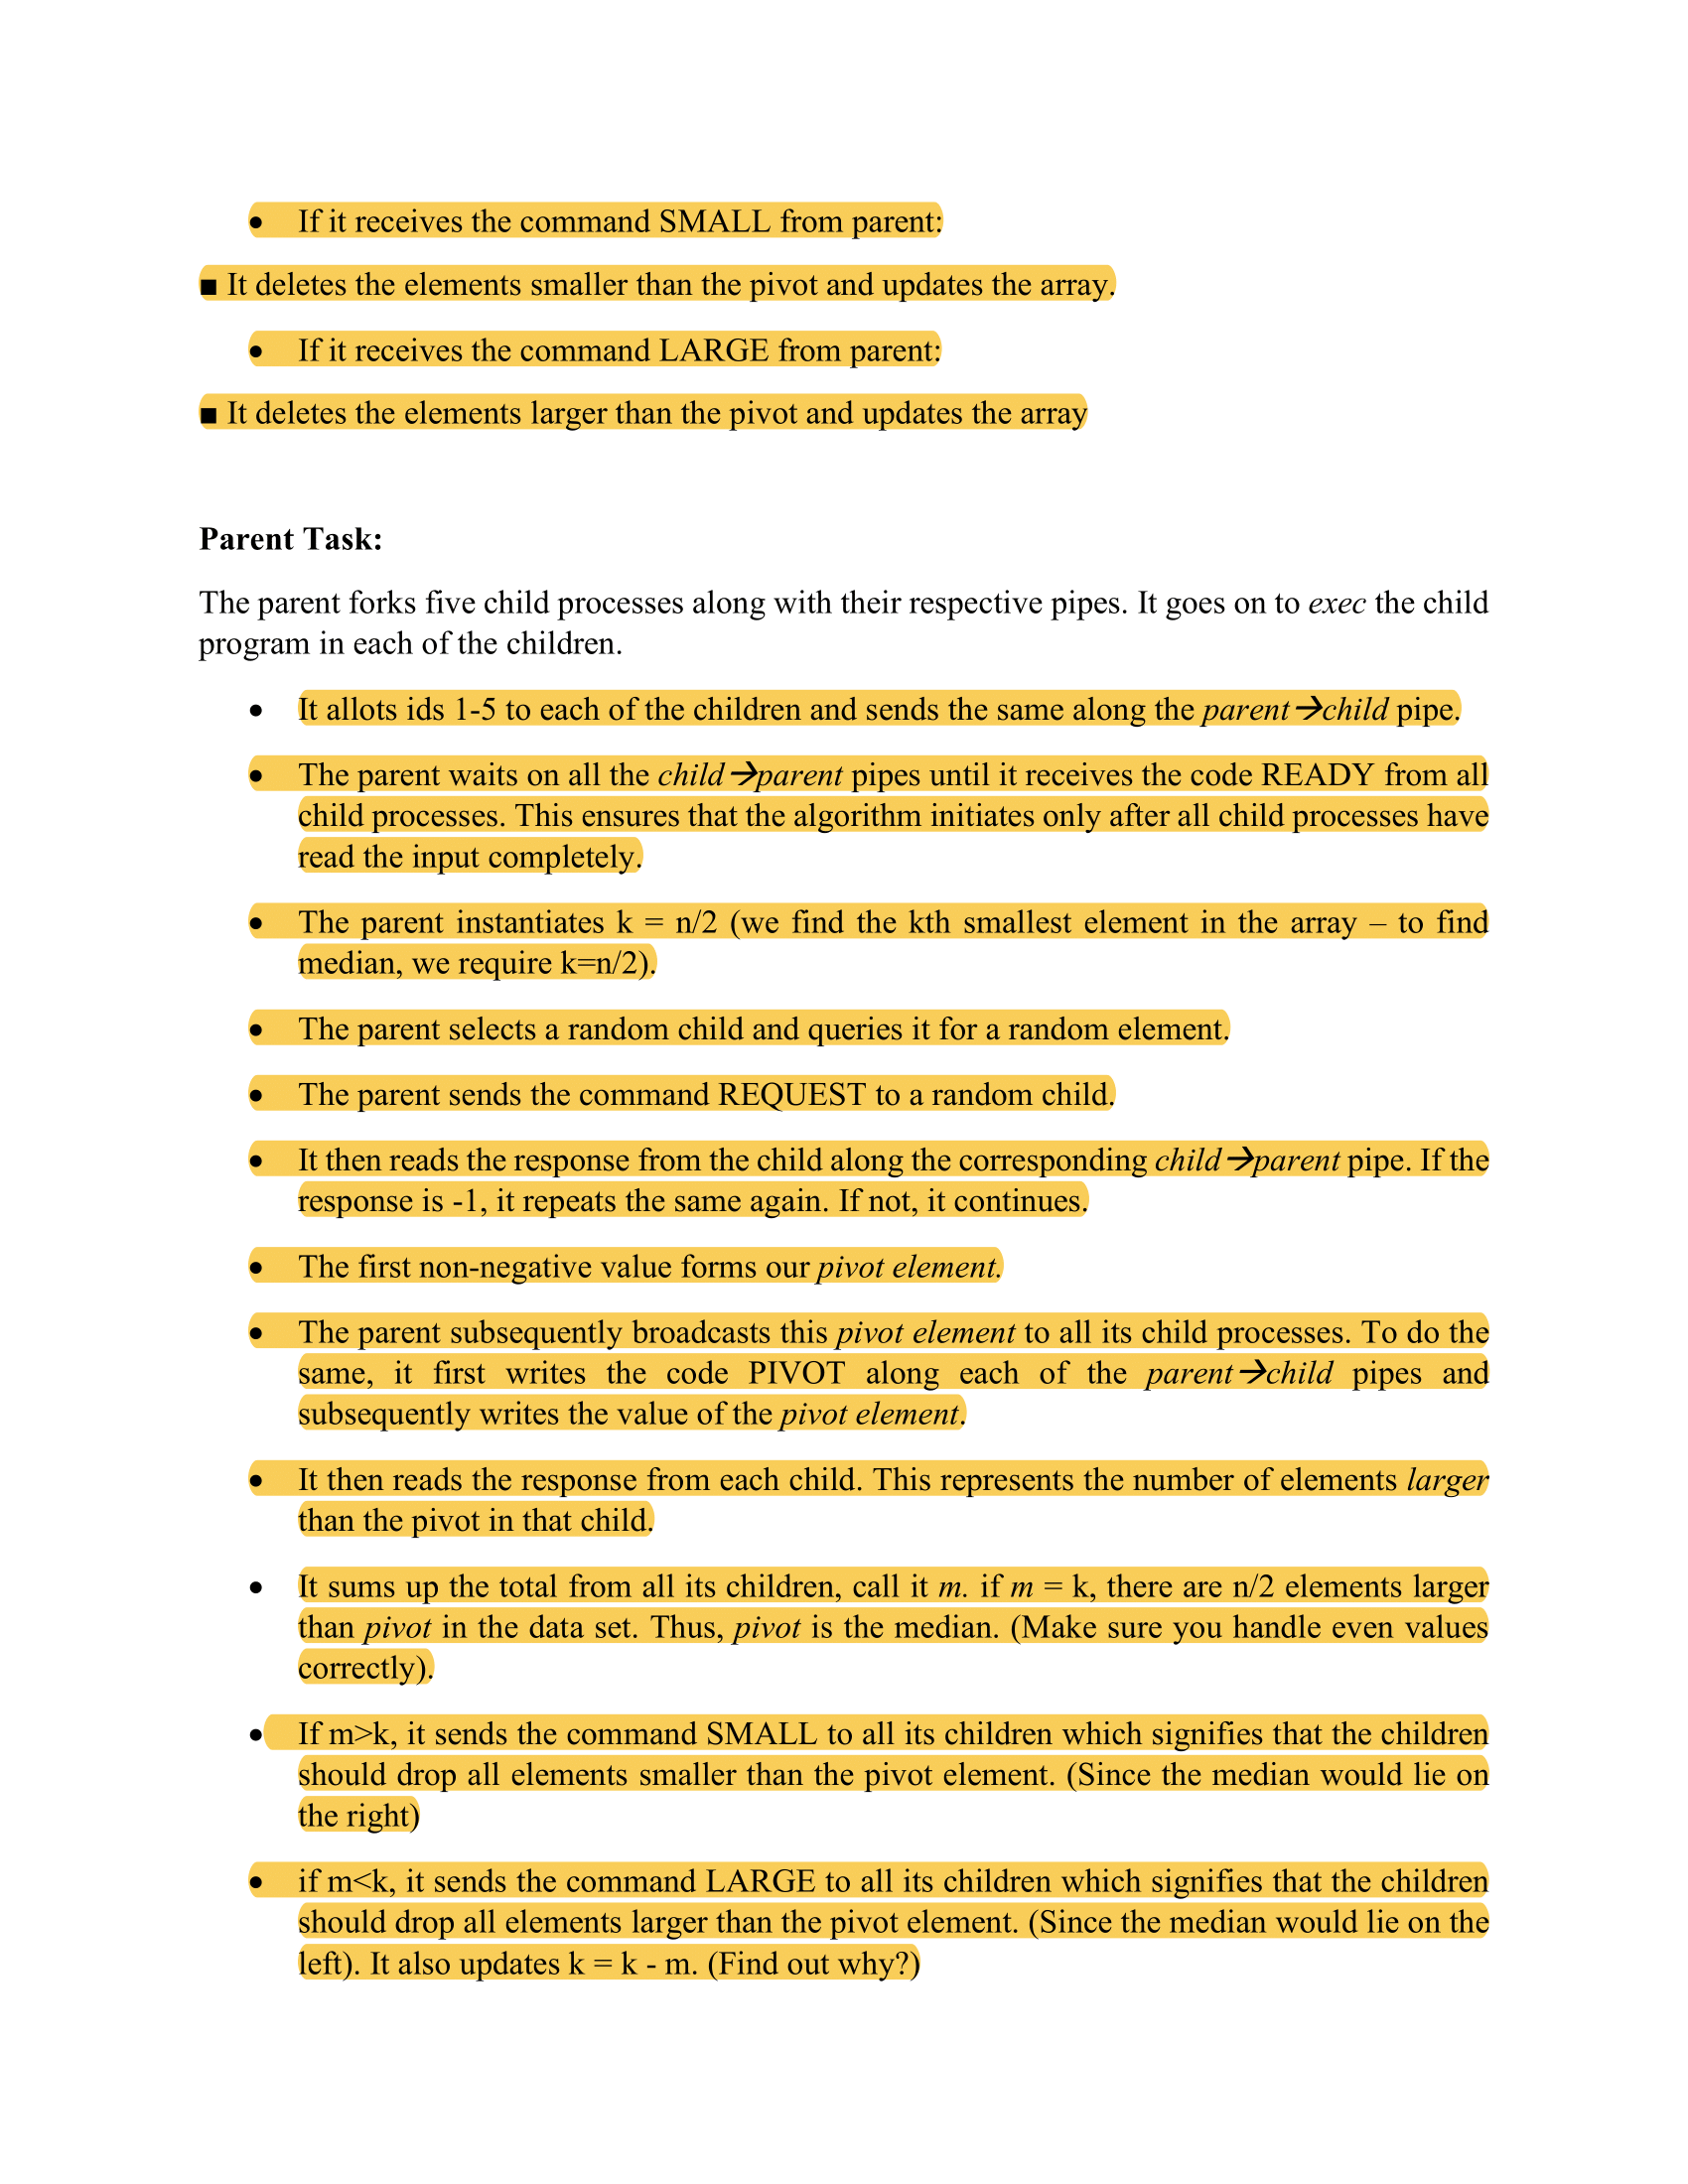 • If it receives the command SMALL from parent:
■ It deletes the elements smaller than the pivot and updates the array.
• If it receives the command LARGE from parent:
■ It deletes the elements larger than the pivot and updates the array
Parent Task:
The parent forks five child processes along with their respective pipes. It goes on to exec the child
program in each of the children.
• It allots ids 1-5 to each of the children and sends the same along the parent→child pipe.
• The parent waits on all the child→parent pipes until it receives the code READY from all
child processes. This ensures that the algorithm initiates only after all child processes have
read the input completely.
• The parent instantiates k = n/2 (we find the kth smallest element in the array – to find
median, we require k=n/2).
• The parent selects a random child and queries it for a random element.
• The parent sends the command REQUEST to a random child.
• It then reads the response from the child along the corresponding child→parent pipe. If the
response is -1, it repeats the same again. If not, it continues.
• The first non-negative value forms our pivot element.
• The parent subsequently broadcasts this pivot element to all its child processes. To do the
same, it first writes the code PIVOT along each of the parent→child pipes and
subsequently writes the value of the pivot element.
• It then reads the response from each child. This represents the number of elements larger
than the pivot in that child.
• It sums up the total from all its children, call it m. if m = k, there are n/2 elements larger
than pivot in the data set. Thus, pivot is the median. (Make sure you handle even values
correctly).
• If m>k, it sends the command SMALL to all its children which signifies that the children
should drop all elements smaller than the pivot element. (Since the median would lie on
the right)
• if m<k, it sends the command LARGE to all its children which signifies that the children
should drop all elements larger than the pivot element. (Since the median would lie on the
left). It also updates k = k - m. (Find out why?)